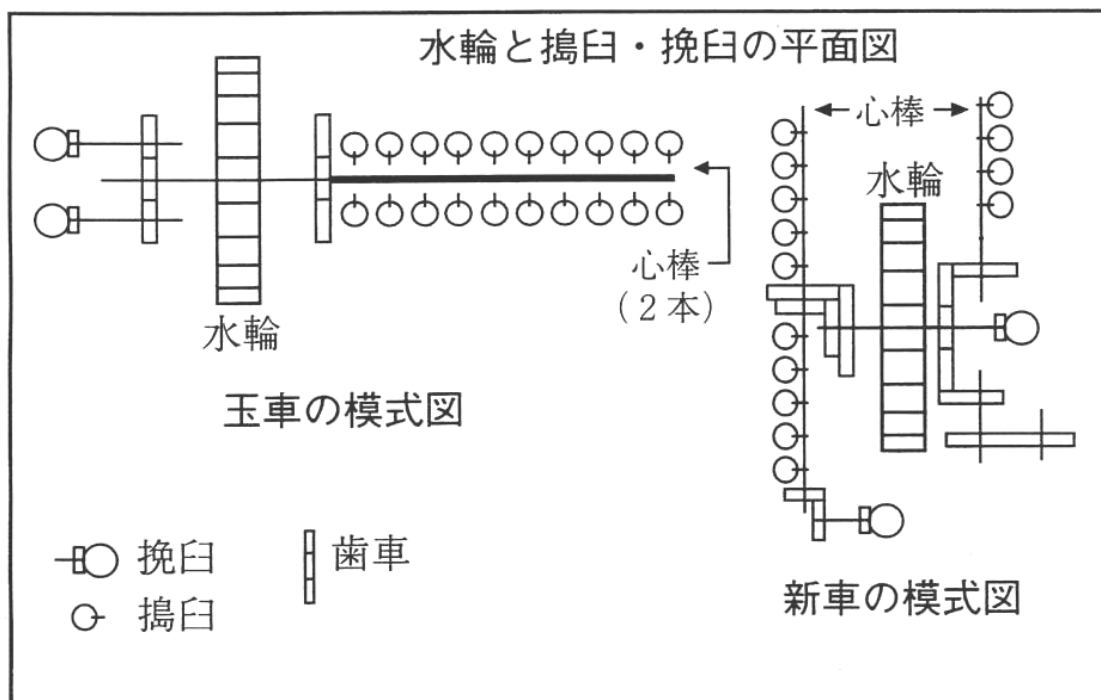 水輪と搗臼・挽臼の平面図
水輪
心棒
(2本)
玉車の模式図
心棒
水輪
新車の模式図
挽臼
搗臼
歯車